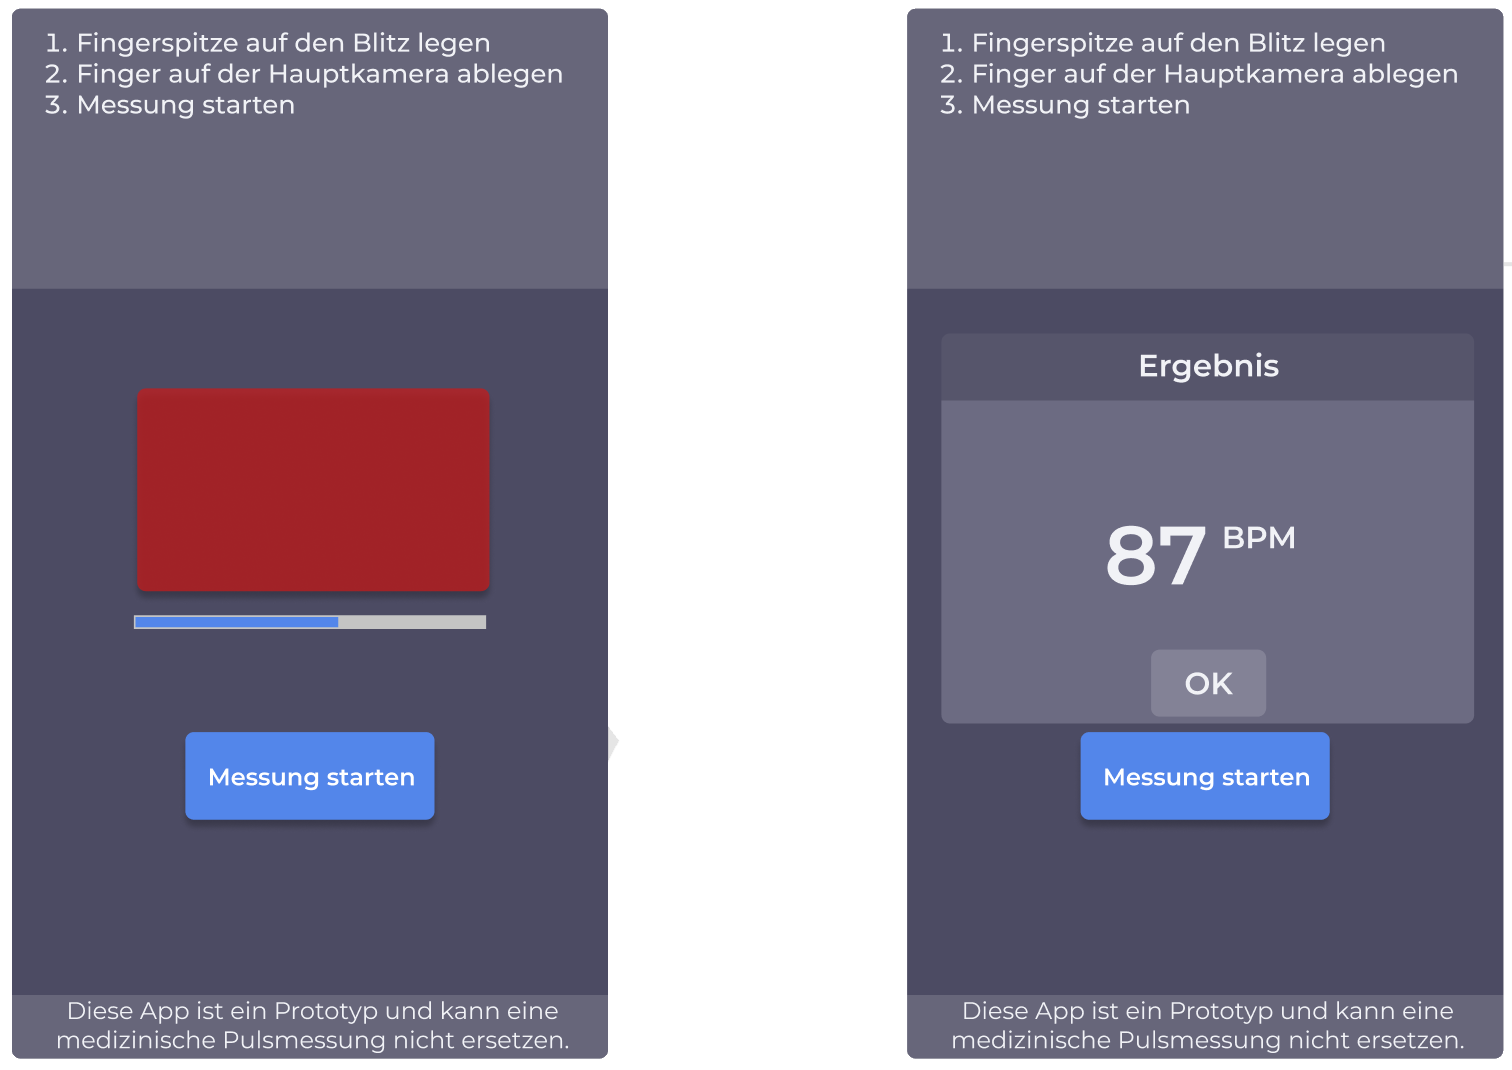 1. Fingerspitze auf den Blitz legen
2. Finger auf der Hauptkamera ablegen
3. Messung starten
Messung starten
Diese App ist ein Prototyp und kann eine
medizinische Pulsmessung nicht ersetzen.
1. Fingerspitze auf den Blitz legen
2. Finger auf der Hauptkamera ablegen
3. Messung starten
Ergebnis
87 BPM
OK
Messung starten
Diese App ist ein Prototyp und kann eine
medizinische Pulsmessung nicht ersetzen.